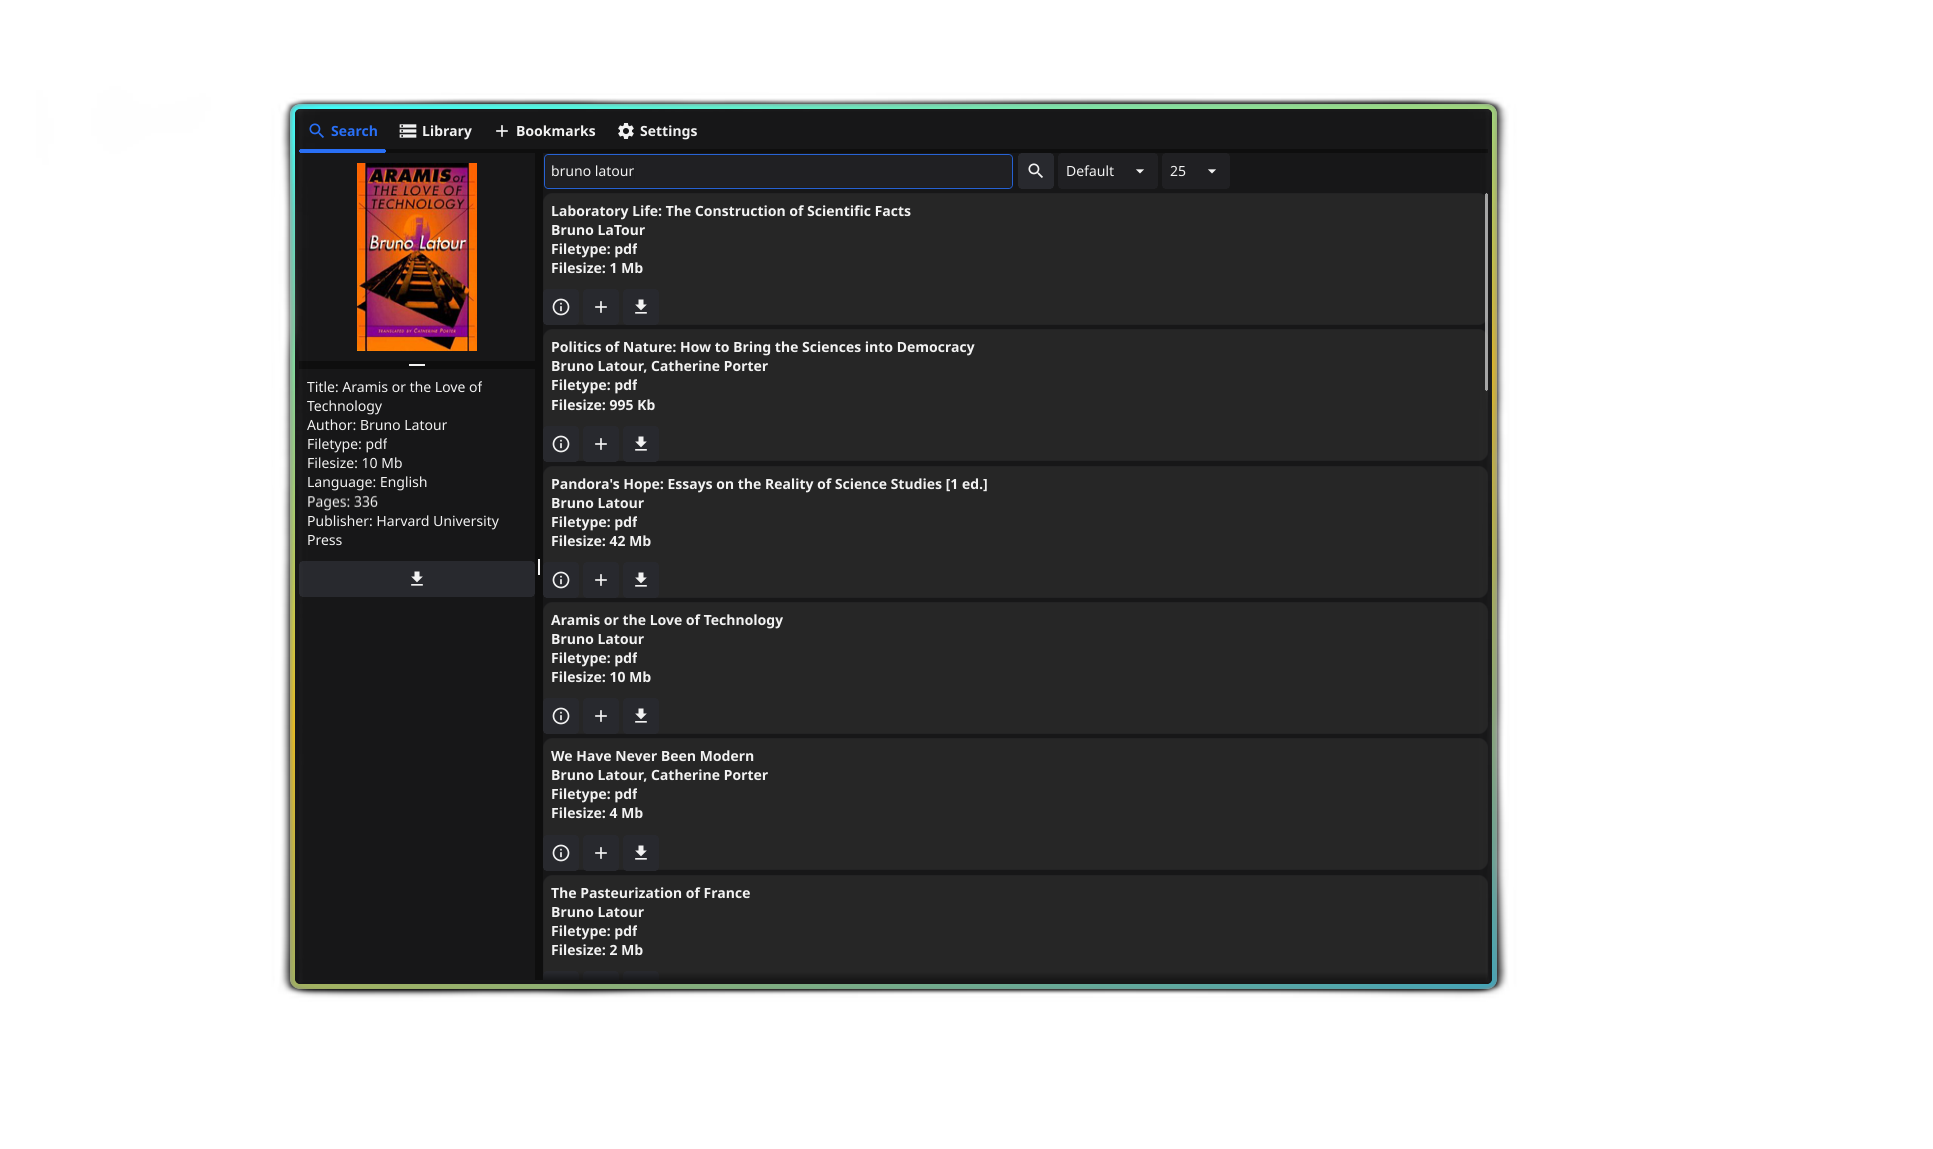 Search
Library
Bookmarks
Settings
ARAMIS or
THE LOVE OF
TECHNOLOGY
Bruno Latour
TRANSLATED BY CATHERINE PORTER
Title: Aramis or the Love of
Technology
Author: Bruno Latour
Filetype: pdf
Filesize: 10 Mb
Language: English
Pages: 336
Publisher: Harvard University
Press
bruno latour
Default
25
Laboratory Life: The Construction of Scientific Facts
Bruno LaTour
Filetype: pdf
Filesize: 1 Mb
Politics of Nature: How to Bring the Sciences into Democracy
Bruno Latour, Catherine Porter
Filetype: pdf
Filesize: 995 Kb
Pandora's Hope: Essays on the Reality of Science Studies [1 ed.]
Bruno Latour
Filetype: pdf
Filesize: 42 Mb
Aramis or the Love of Technology
Bruno Latour
Filetype: pdf
Filesize: 10 Mb
We Have Never Been Modern
Bruno Latour, Catherine Porter
Filetype: pdf
Filesize: 4 Mb
The Pasteurization of France
Bruno Latour
Filetype: pdf
Filesize: 2 Mb